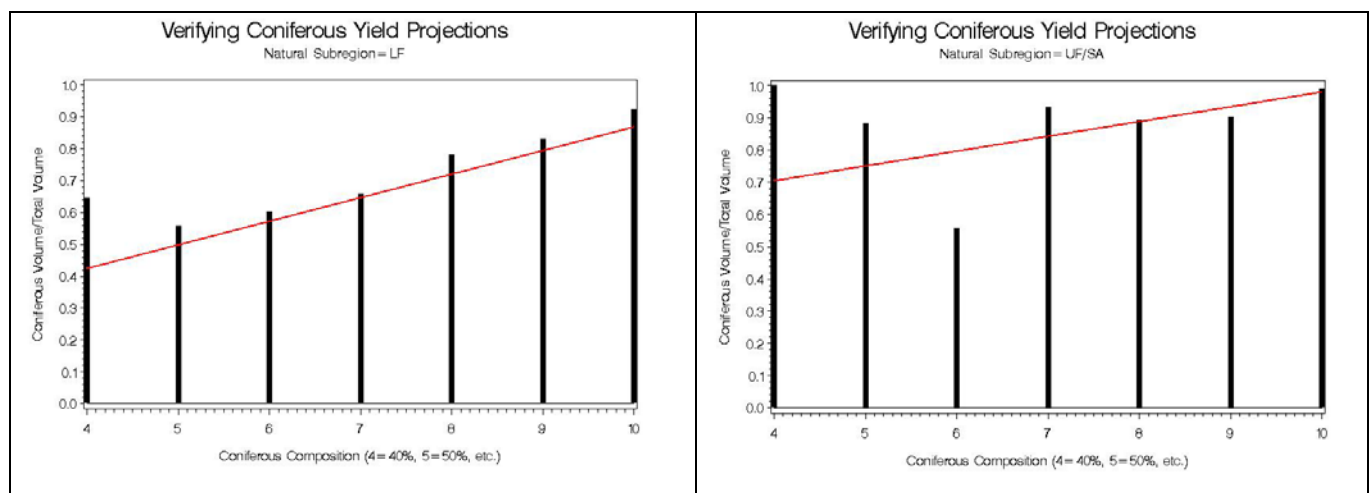 Verifying Coniferous Yield Projections
Natural Subregion= LF
Coniferous Volume/Total Volume
1.0
0.9
0.8
0.7
0.6
0.5
0.4
0.3
0.2
0.1
0.0
4 5 6 7 8 9 10
Coniferous Composition (4=40%, 5=50%, etc.)
Verifying Coniferous Yield Projections
Natural Subregion= UF/SA
Coniferous Volume/Total Volume
1.0
0.9
0.8
0.7
0.6
0.5
0.4
0.3
0.2
0.1
0.0
4 5 6 7 8 9 10
Coniferous Composition (4=40%, 5=50%, etc.)